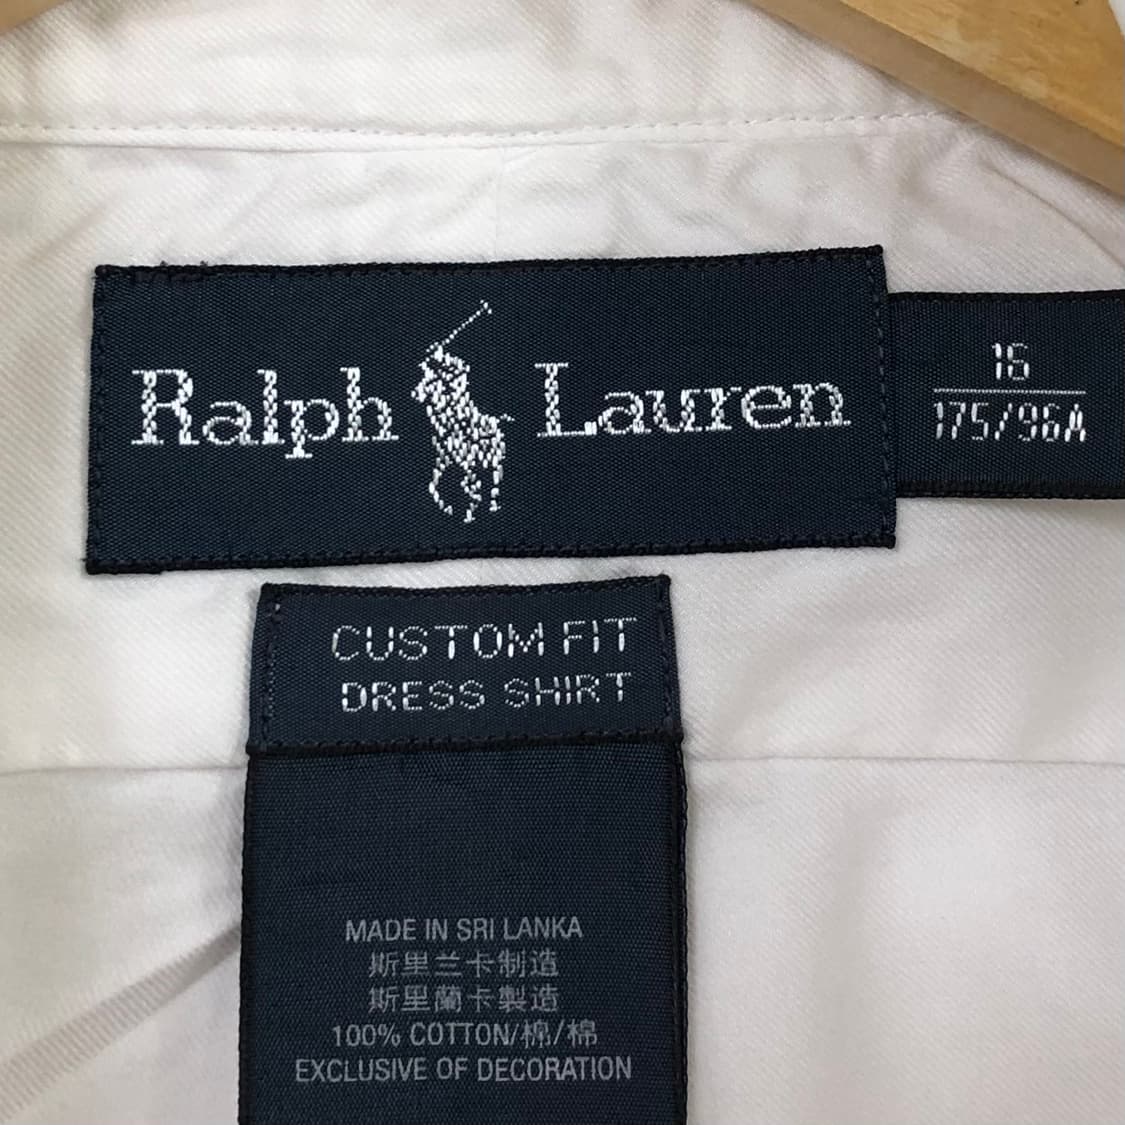 Ralph Lauren
16
175/96A
CUSTOM FIT
DRESS SHIRT
MADE IN SRI LANKA
斯里兰卡制造
斯里蘭卡製造
100% COTTON/棉/棉
EXCLUSIVE OF DECORATION